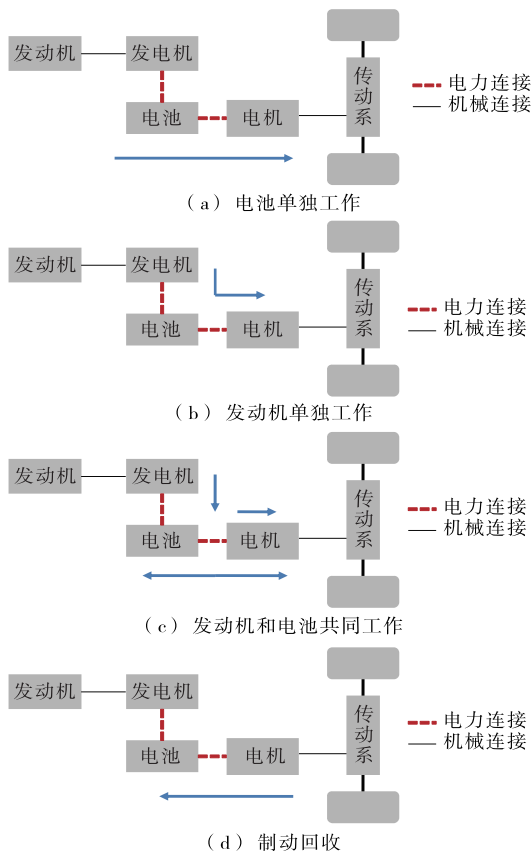 发动机 发电机
电池 电机
传动系
电力连接
机械连接
(a) 电池单独工作
发动机 发电机
电池 电机
传动系
电力连接
机械连接
(b) 发动机单独工作
发动机 发电机
电池 电机
传动系
电力连接
机械连接
(c) 发动机和电池共同工作
发动机 发电机
电池 电机
传动系
电力连接
机械连接
(d) 制动回收